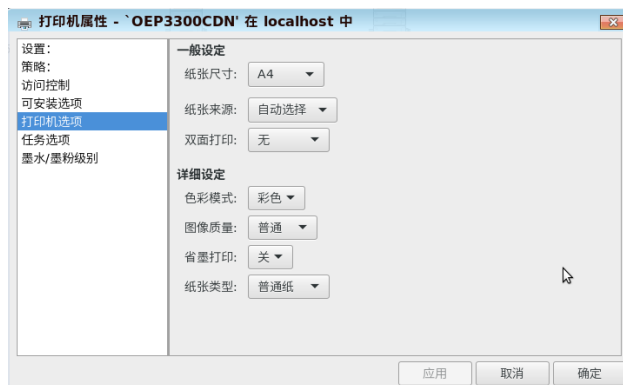 打印机属性 - `OEP3300CDN' 在 localhost 中
设置:
策略:
访问控制
可安装选项
打印机选项
任务选项
墨水/墨粉级别
一般设定
纸张尺寸: A4
纸张来源: 自动选择
双面打印: 无
详细设定
色彩模式: 彩色
图像质量: 普通
省墨打印: 关
纸张类型: 普通纸
应用 取消 确定